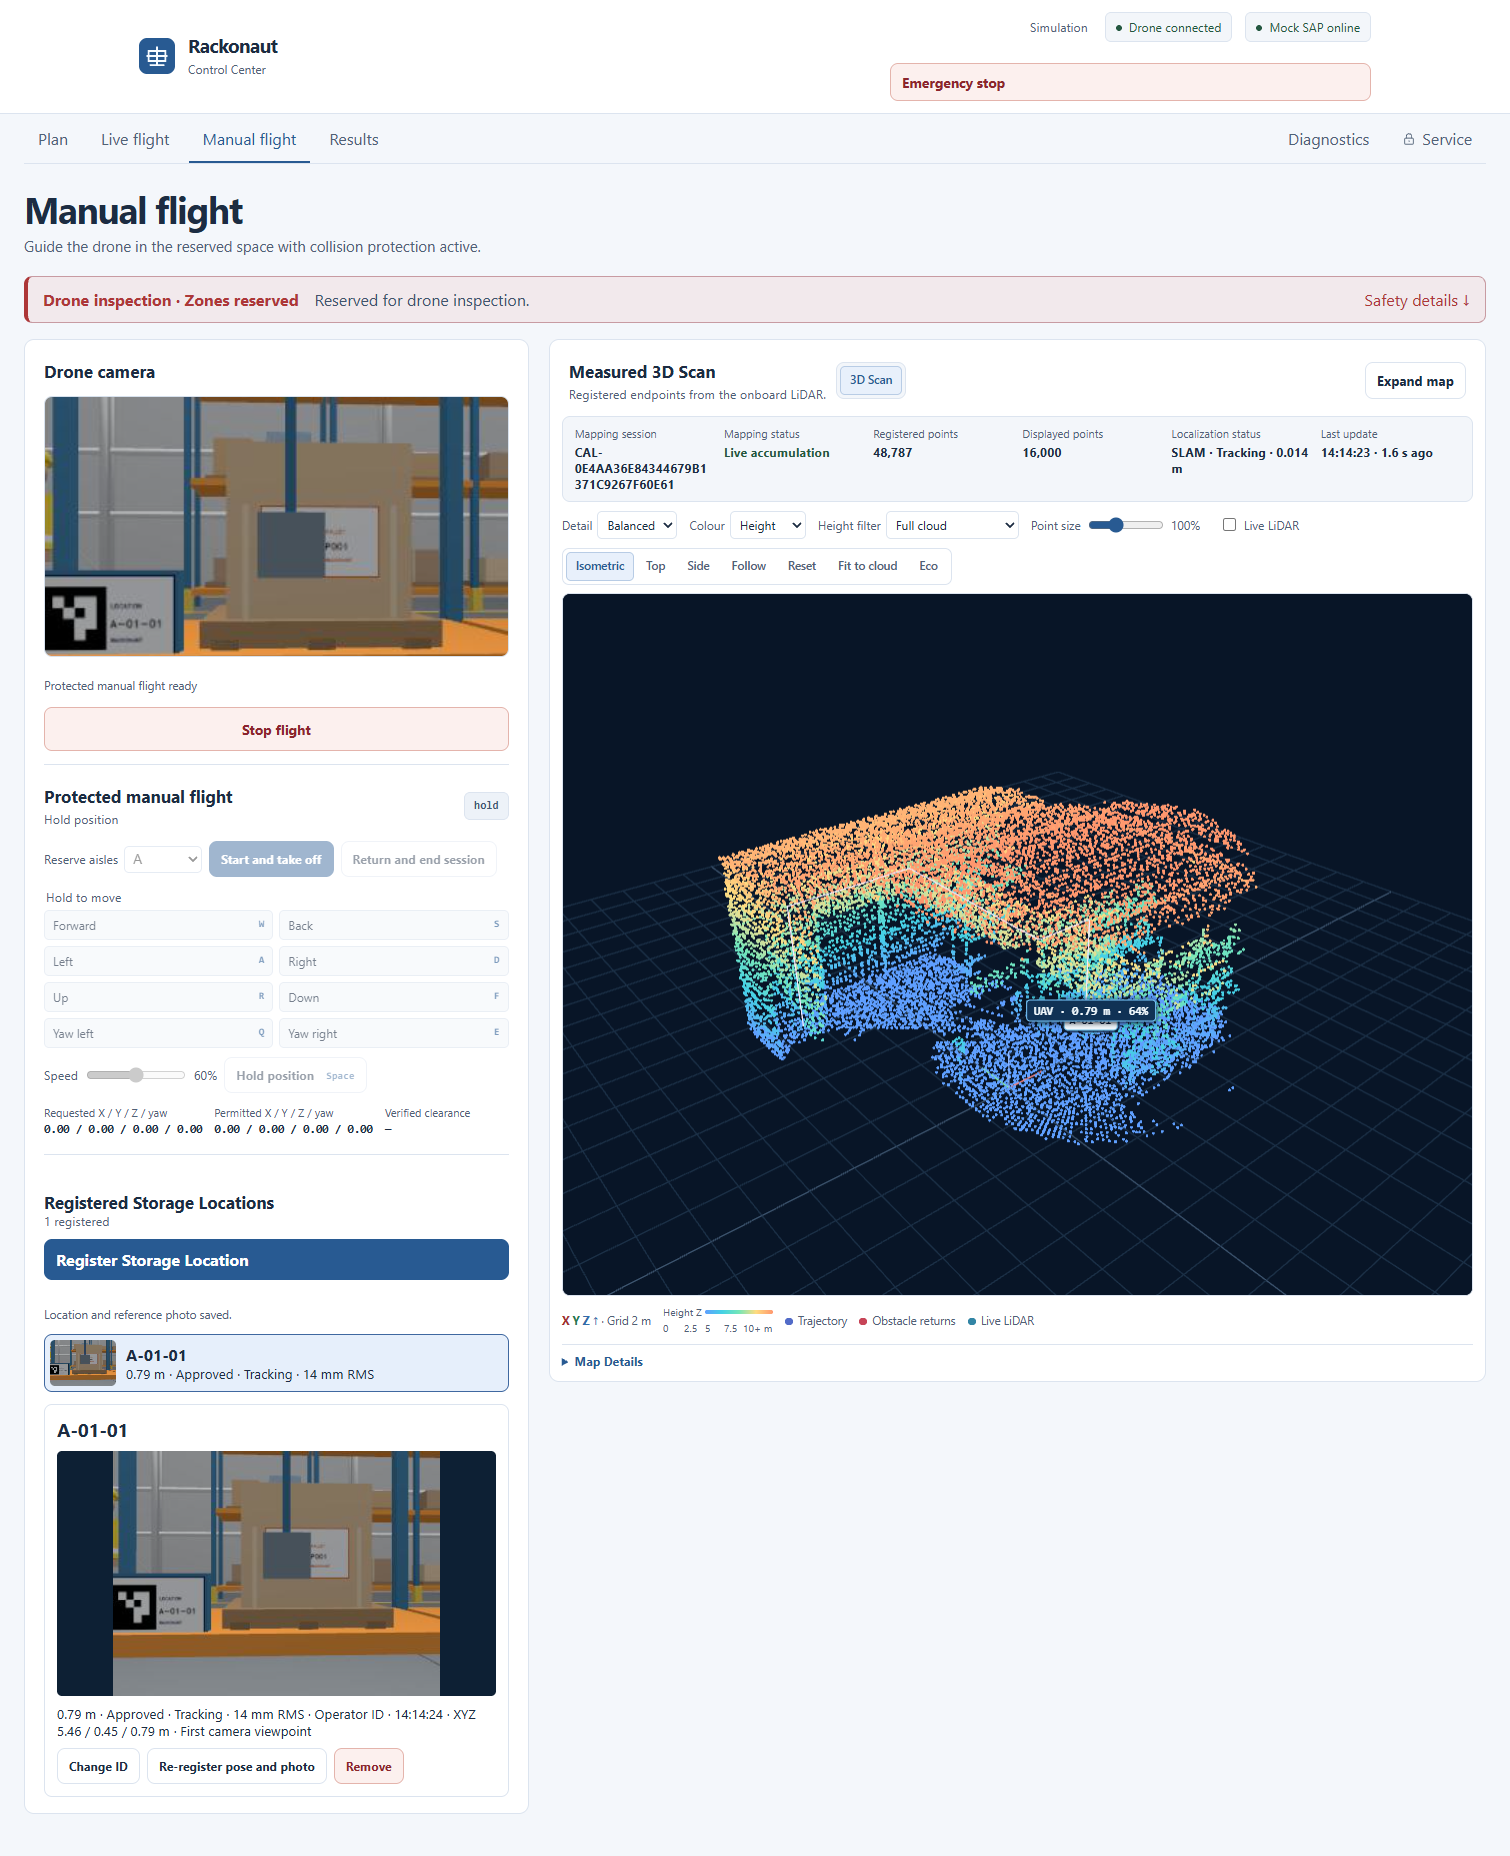 Rackonaut
Control Center
Simulation
Drone connected
Mock SAP online
Emergency stop
Plan
Live flight
Manual flight
Results
Diagnostics
Service
Manual flight
Guide the drone in the reserved space with collision protection active.
Drone inspection · Zones reserved
Reserved for drone inspection.
Safety details ↓
Drone camera
LOCATION
A-01-01
RACKONAUT
P001
Protected manual flight ready
Stop flight
Protected manual flight
Hold position
hold
Reserve aisles
A
Start and take off
Return and end session
Hold to move
Forward W
Back S
Left A
Right D
Up R
Down F
Yaw left Q
Yaw right E
Speed
60%
Hold position Space
Requested X / Y / Z / yaw
0.00 / 0.00 / 0.00 / 0.00
Permitted X / Y / Z / yaw
0.00 / 0.00 / 0.00 / 0.00
Verified clearance
—
Registered Storage Locations
1 registered
Register Storage Location
Location and reference photo saved.
A-01-01
0.79 m · Approved · Tracking · 14 mm RMS
A-01-01
LOCATION
A-01-01
RACKONAUT
P001
0.79 m · Approved · Tracking · 14 mm RMS · Operator ID · 14:14:24 · XYZ
5.46 / 0.45 / 0.79 m · First camera viewpoint
Change ID
Re-register pose and photo
Remove
Measured 3D Scan
Registered endpoints from the onboard LiDAR.
3D Scan
Expand map
Mapping session
CAL-
0E4AA36E84344679B1
371C9267F60E61
Mapping status
Live accumulation
Registered points
48,787
Displayed points
16,000
Localization status
SLAM · Tracking · 0.014
m
Last update
14:14:23 · 1.6 s ago
Detail
Balanced
Colour
Height
Height filter
Full cloud
Point size
100%
Live LiDAR
Isometric
Top
Side
Follow
Reset
Fit to cloud
Eco
UAV · 0.79 m · 64%
X Y Z ↑ · Grid 2 m
Height Z
0 2.5 5 7.5 10+ m
Trajectory
Obstacle returns
Live LiDAR
Map Details